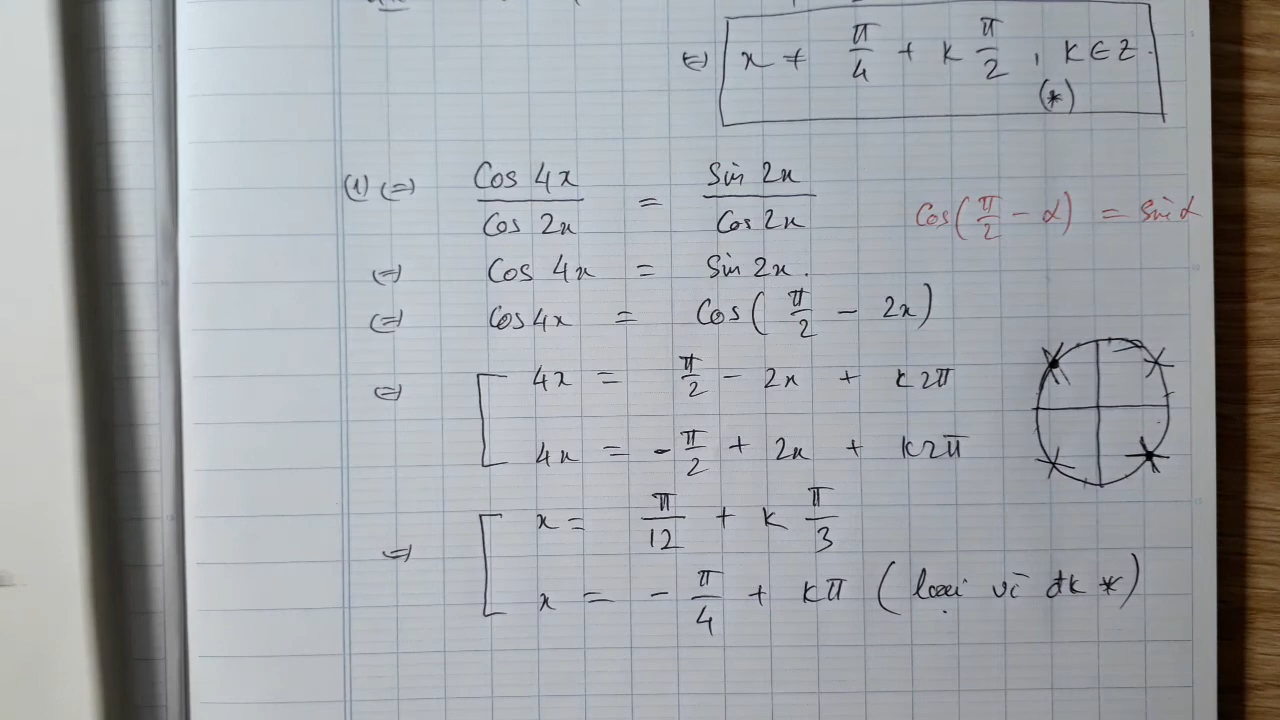 ⇔ x ≠ π/4 + k π/2 , k ∈ Z.
(*)
(1) ⇔ Cos 4x / Cos 2x = Sin 2x / Cos 2x
Cos(π/2 - α) = Sin α
⇔ Cos 4x = Sin 2x.
⇔ Cos 4x = Cos(π/2 - 2x)
⇔ [ 4x = π/2 - 2x + k2π
4x = -π/2 + 2x + k2π
⇔ [ x = π/12 + k π/3
x = -π/4 + kπ (loại vì đk *)